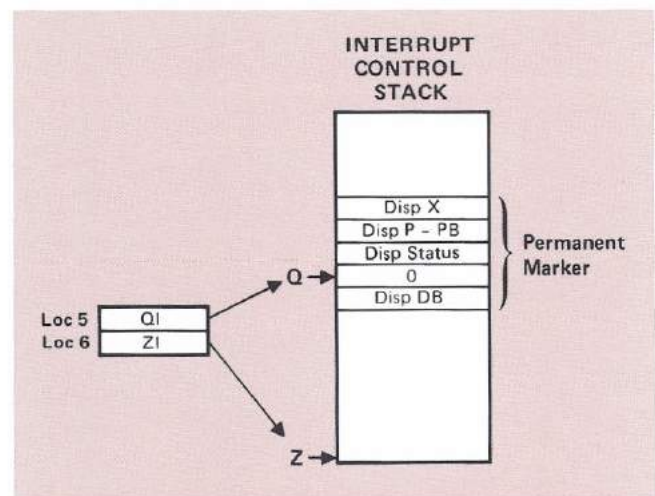 INTERRUPT
CONTROL
STACK
Disp X
Disp P - PB
Disp Status
Q
0
Disp DB
Permanent
Marker
Loc 5 QI
Loc 6 ZI
Z